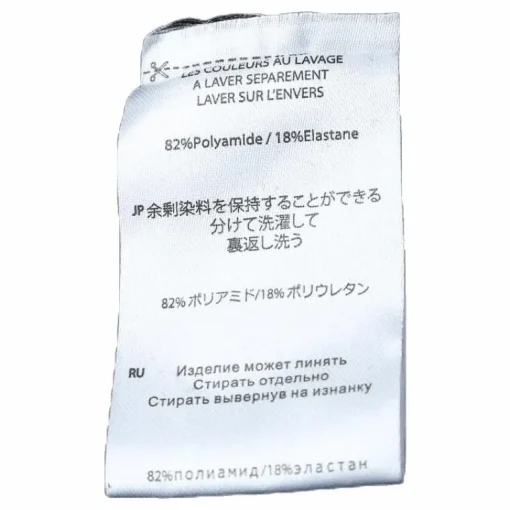 LES COULEURS AU LAVAGE
A LAVER SEPAREMENT
LAVER SUR L'ENVERS
82%Polyamide / 18%Elastane
JP 余剰染料を保持することができる
分けて洗濯して
裏返し洗う
82% ポリアミド/18% ポリウレタン
RU Изделие может линять
Стирать отдельно
Стирать вывернув на изнанку
82%полиамид/18%эластан